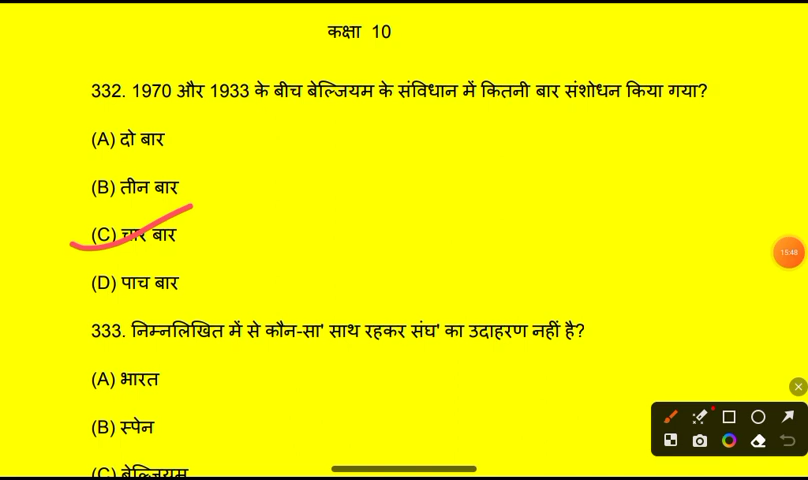 कक्षा 10
332. 1970 और 1933 के बीच बेल्जियम के संविधान में कितनी बार संशोधन किया गया?
(A) दो बार
(B) तीन बार
(C) चार बार
(D) पाच बार
15:48
333. निम्नलिखित में से कौन-सा' साथ रहकर संघ' का उदाहरण नहीं है?
(A) भारत
(B) स्पेन
(C) बेल्जियम